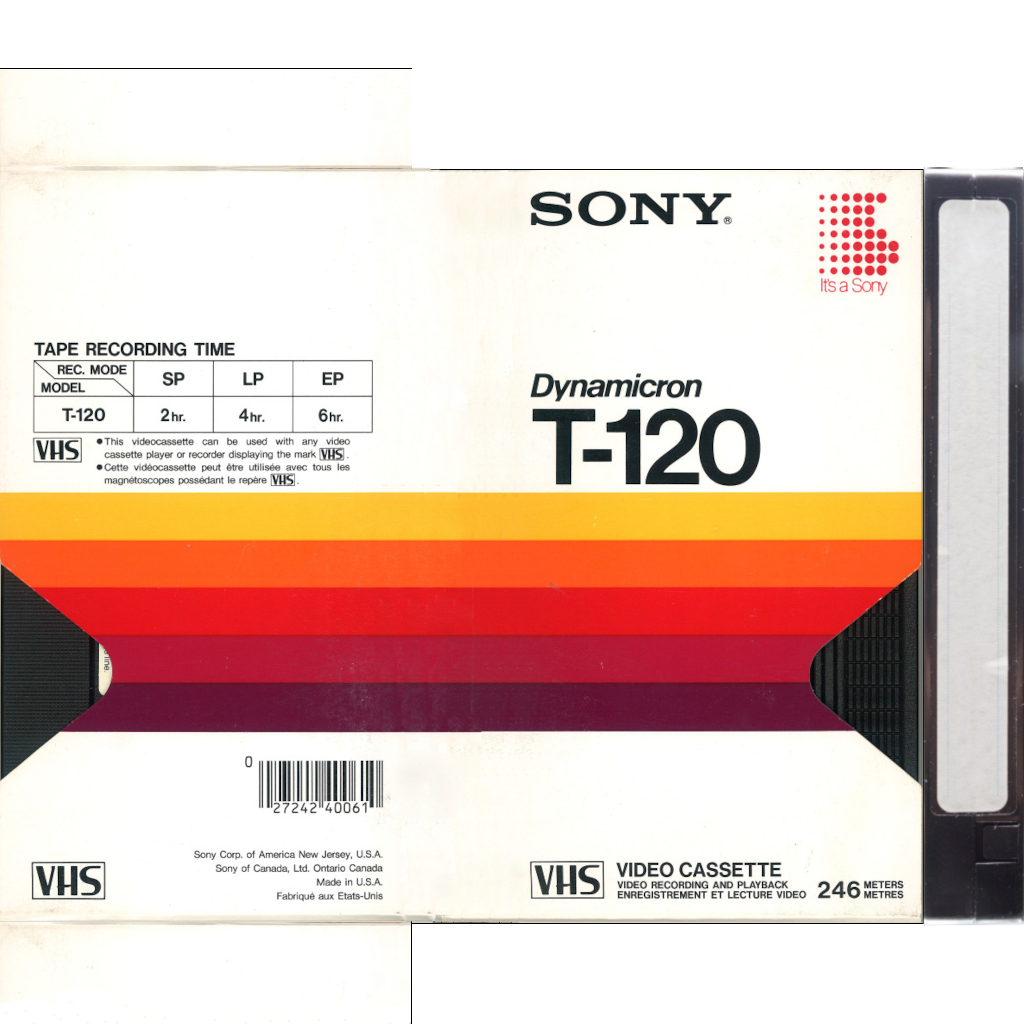 SONY®
It's a Sony
TAPE RECORDING TIME
REC. MODE
MODEL
SP
LP
EP
T-120
2hr.
4hr.
6hr.
VHS
●This videocassette can be used with any video
cassette player or recorder displaying the mark VHS.
●Cette vidéocassette peut être utilisée avec tous les
magnétoscopes possédant le repère VHS.
Dynamicron
T-120
line
0
27242 40061
Sony Corp. of America New Jersey, U.S.A.
Sony of Canada, Ltd. Ontario Canada
Made in U.S.A.
Fabriqué aux Etats-Unis
VHS
VHS
VIDEO CASSETTE
VIDEO RECORDING AND PLAYBACK
ENREGISTREMENT ET LECTURE VIDEO
246 METERS
METRES